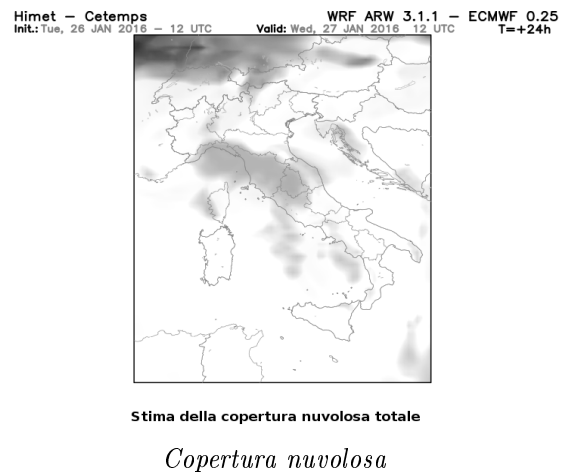 Himet – Cetemps WRF ARW 3.1.1 – ECMWF 0.25
Init.: Tue, 26 JAN 2016 – 12 UTC Valid: Wed, 27 JAN 2016 12 UTC T=+24h
Stima della copertura nuvolosa totale
Copertura nuvolosa